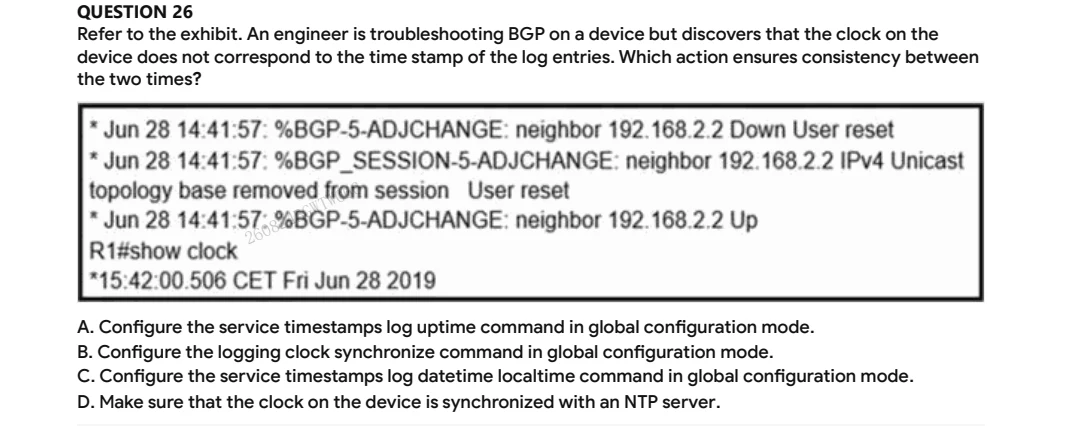 QUESTION 26
Refer to the exhibit. An engineer is troubleshooting BGP on a device but discovers that the clock on the
device does not correspond to the time stamp of the log entries. Which action ensures consistency between
the two times?
* Jun 28 14:41:57: %BGP-5-ADJCHANGE: neighbor 192.168.2.2 Down User reset
* Jun 28 14:41:57: %BGP_SESSION-5-ADJCHANGE: neighbor 192.168.2.2 IPv4 Unicast
topology base removed from session User reset
* Jun 28 14:41:57: %BGP-5-ADJCHANGE: neighbor 192.168.2.2 Up
R1#show clock
*15:42:00.506 CET Fri Jun 28 2019
A. Configure the service timestamps log uptime command in global configuration mode.
B. Configure the logging clock synchronize command in global configuration mode.
C. Configure the service timestamps log datetime localtime command in global configuration mode.
D. Make sure that the clock on the device is synchronized with an NTP server.